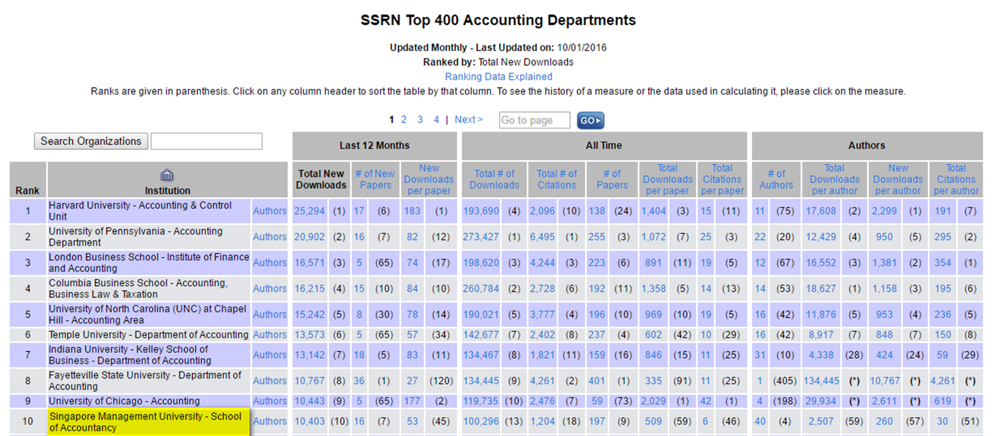 SSRN Top 400 Accounting Departments
Updated Monthly - Last Updated on: 10/01/2016
Ranked by: Total New Downloads
Ranking Data Explained
Ranks are given in parenthesis. Click on any column header to sort the table by that column. To see the history of a measure or the data used in calculating it, please click on the measure.
1 2 3 4 | Next > Go to page GO
Search Organizations
Last 12 Months All Time Authors
Rank Institution Total New Downloads # of New Papers New Downloads per paper Total # of Downloads Total # of Citations # of Papers Total Downloads per paper Total Citations per paper # of Authors Total Downloads per author New Downloads per author Total Citations per author
1 Harvard University - Accounting & Control Unit Authors 25,294 (1) 17 (6) 183 (1) 193,690 (4) 2,096 (10) 138 (24) 1,404 (3) 15 (11) 11 (75) 17,608 (2) 2,299 (1) 191 (7)
2 University of Pennsylvania - Accounting Department Authors 20,902 (2) 16 (7) 82 (12) 273,427 (1) 6,495 (1) 255 (3) 1,072 (7) 25 (3) 22 (20) 12,429 (4) 950 (5) 295 (2)
3 London Business School - Institute of Finance and Accounting Authors 16,571 (3) 5 (65) 74 (17) 198,620 (3) 4,244 (3) 223 (6) 891 (11) 19 (5) 12 (67) 16,552 (3) 1,381 (2) 354 (1)
4 Columbia Business School - Accounting, Business Law & Taxation Authors 16,215 (4) 15 (10) 84 (10) 260,784 (2) 2,728 (6) 192 (11) 1,358 (5) 14 (13) 14 (53) 18,627 (1) 1,158 (3) 195 (6)
5 University of North Carolina (UNC) at Chapel Hill - Accounting Area Authors 15,242 (5) 8 (30) 78 (14) 190,021 (5) 3,777 (4) 196 (10) 969 (10) 19 (5) 16 (42) 11,876 (5) 953 (4) 236 (5)
6 Temple University - Department of Accounting Authors 13,573 (6) 5 (65) 57 (34) 142,677 (7) 2,402 (8) 237 (4) 602 (42) 10 (29) 16 (42) 8,917 (7) 848 (7) 150 (8)
7 Indiana University - Kelley School of Business - Department of Accounting Authors 13,142 (7) 18 (5) 83 (11) 134,467 (8) 1,821 (11) 159 (16) 846 (15) 11 (25) 31 (10) 4,338 (28) 424 (24) 59 (29)
8 Fayetteville State University - Department of Accounting Authors 10,767 (8) 36 (1) 27 (120) 134,445 (9) 4,261 (2) 401 (1) 335 (91) 11 (25) 1 (405) 134,445 (*) 10,767 (*) 4,261 (*)
9 University of Chicago - Accounting Authors 10,443 (9) 5 (65) 177 (2) 119,735 (10) 2,476 (7) 59 (73) 2,029 (1) 42 (1) 4 (198) 29,934 (*) 2,611 (*) 619 (*)
10 Singapore Management University - School of Accountancy Authors 10,403 (10) 16 (7) 53 (45) 100,296 (13) 1,204 (18) 197 (9) 509 (59) 6 (46) 40 (4) 2,507 (59) 260 (57) 30 (51)